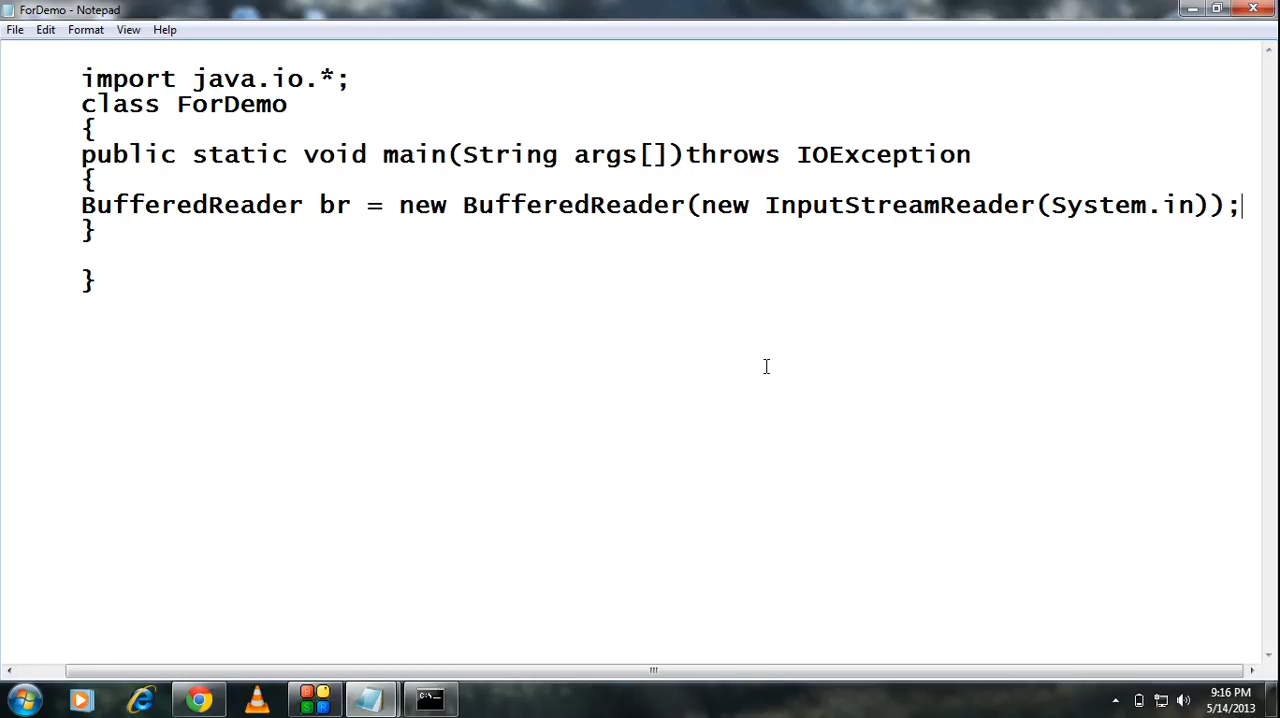 ForDemo - Notepad
File Edit Format View Help
import java.io.*;
class ForDemo
{
public static void main(String args[])throws IOException
{
BufferedReader br = new BufferedReader(new InputStreamReader(System.in));
}
}
9:16 PM
5/14/2013